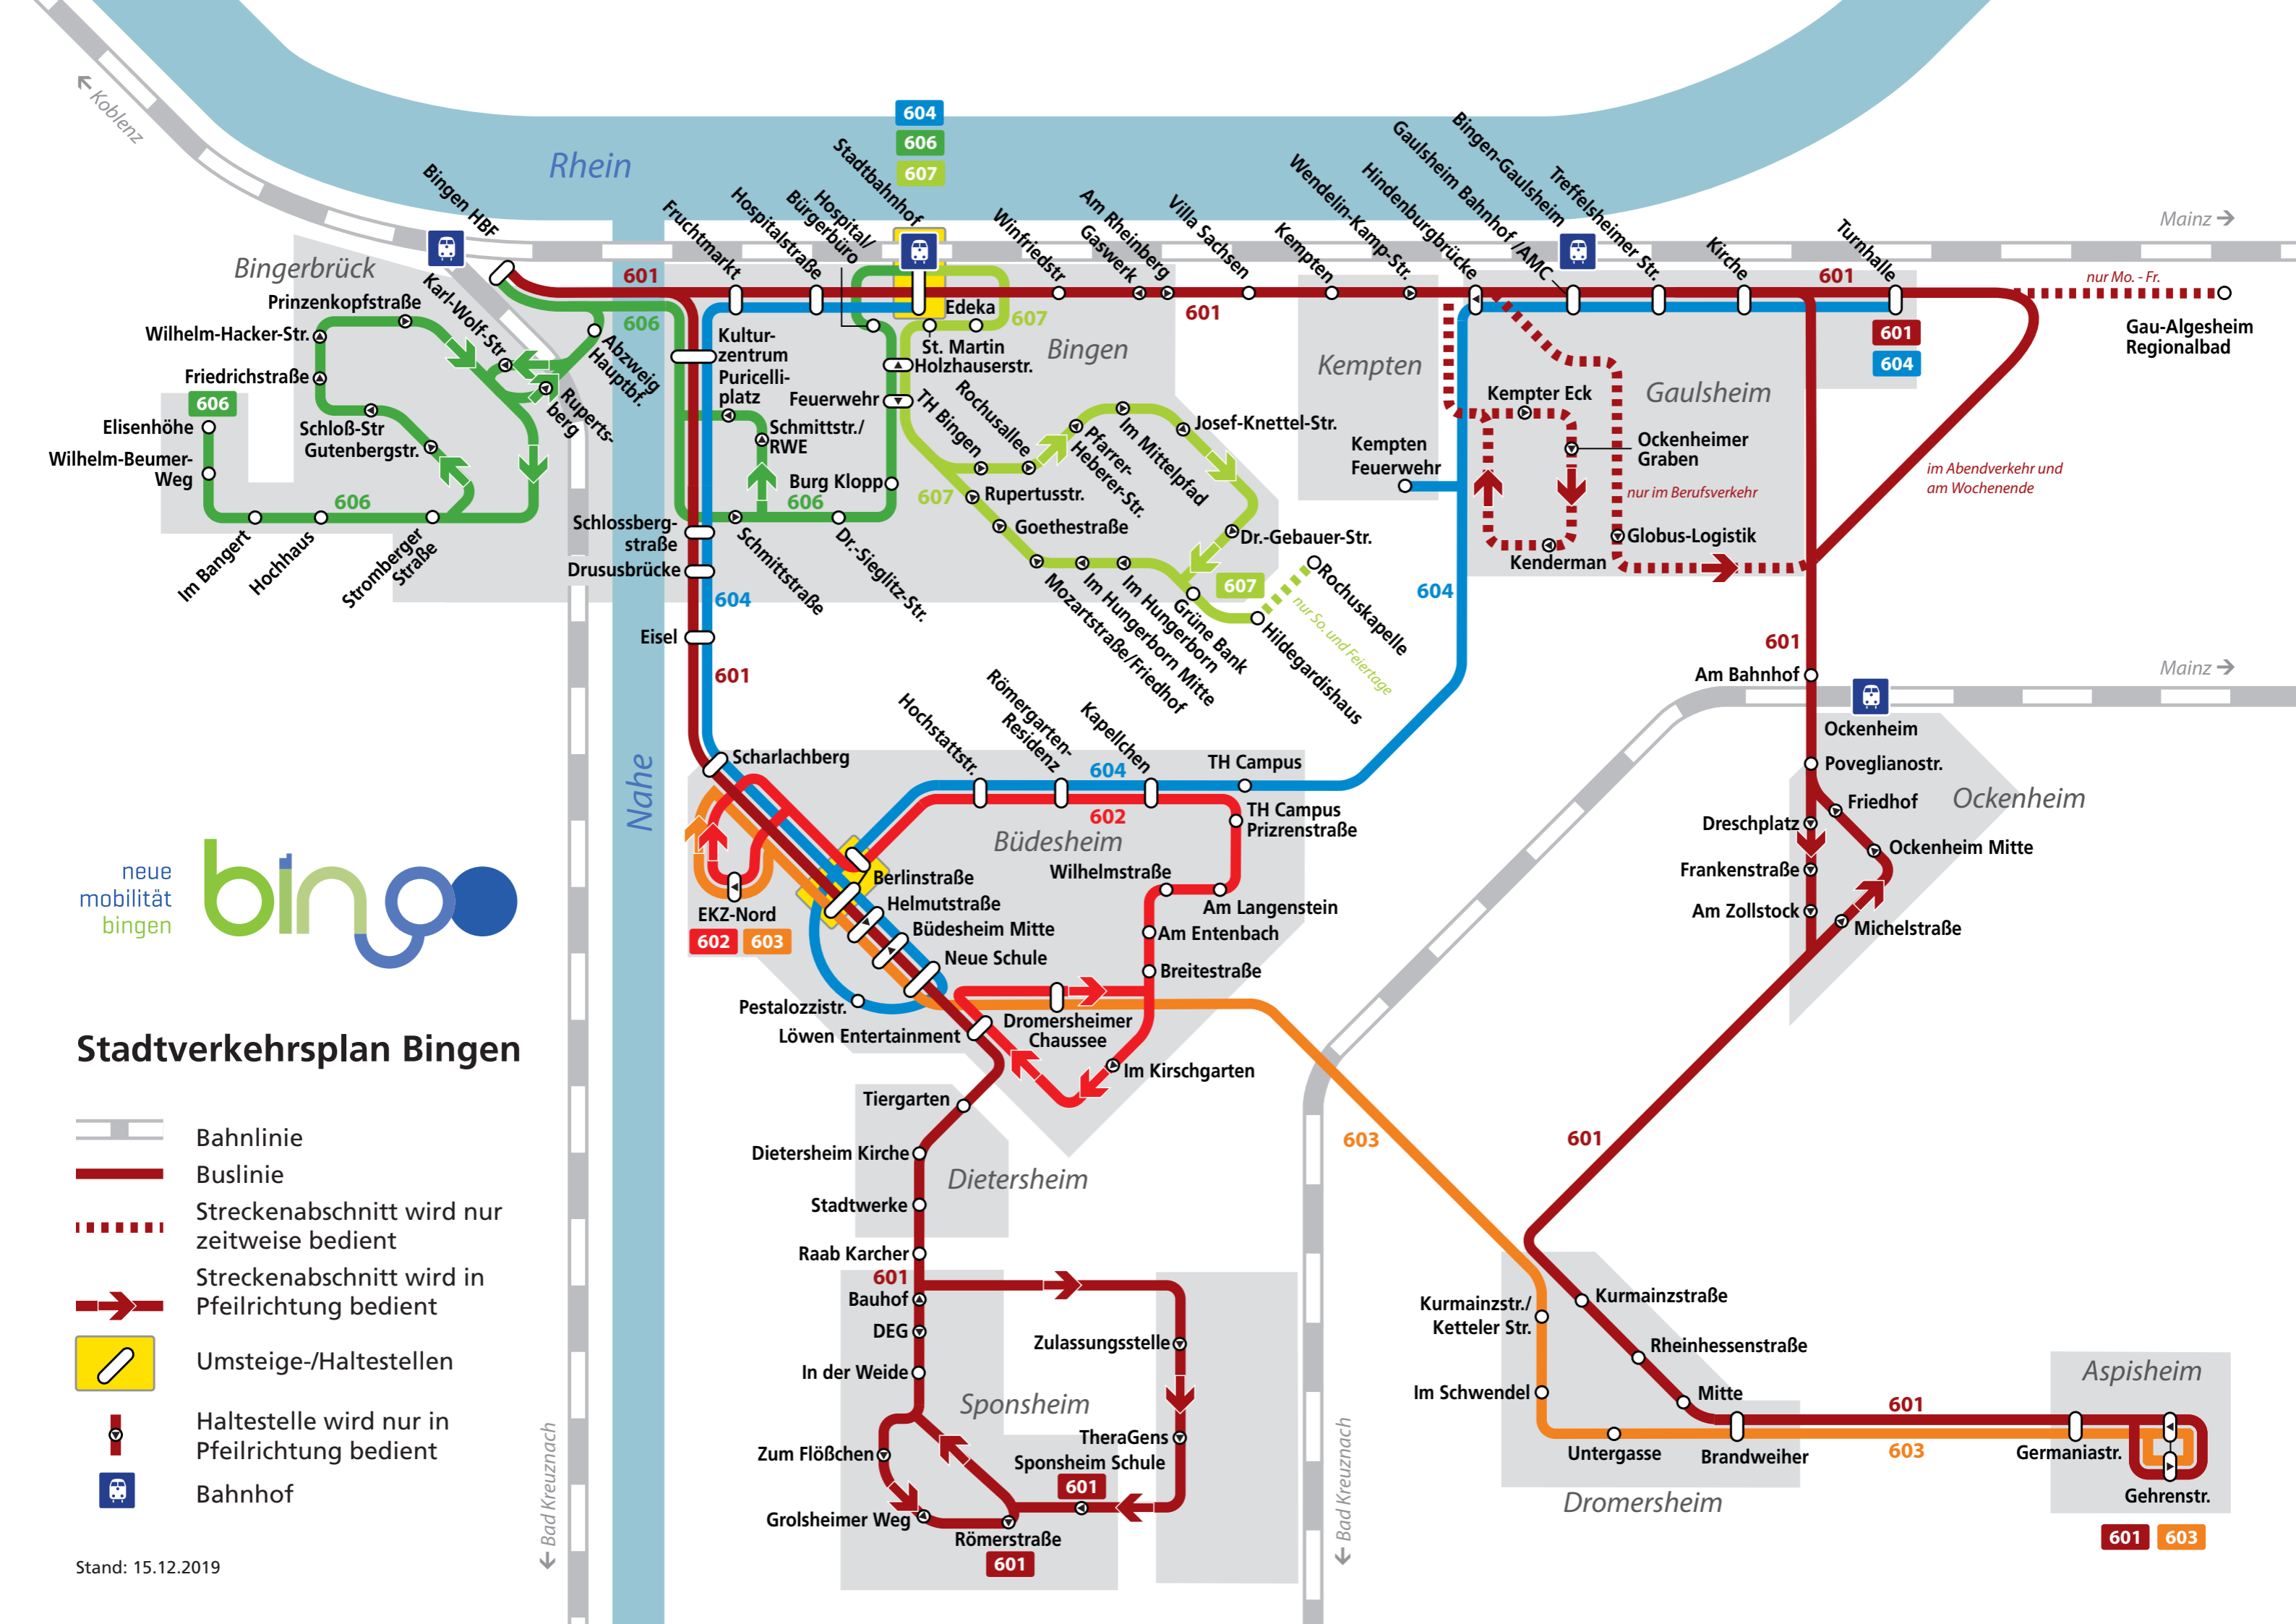 Koblenz
Rhein
604
606
607
Mainz
Bingerbrück
Bingen HBF
Karl-Wolf-Str
Prinzenkopfstraße
Wilhelm-Hacker-Str.
Friedrichstraße
Schloß-Str
Gutenbergstr.
606
Elisenhöhe
Wilhelm-Beumer-
Weg
606
Im Bangert
Hochhaus
Stromberger
Straße
Abzweig
Hauptbf.
Ruperts-
berg
601
606
Fruchtmarkt
Hospitalstraße
Hospital/
Bürgerbüro
Stadtbahnhof
Winfriedstr
Gaswerk
Am Rheinberg
Villa Sachsen
Kempten
Wendelin-Kamp-Str.
Hindenburgbrücke
Gaulsheim Bahnhof /AMC
Bingen-Gaulsheim
Treffelsheimer Str.
Kirche
Turnhalle
601
601
nur Mo. - Fr.
Gau-Algesheim
Regionalbad
601
604
Kultur-
zentrum
Puricelli-
platz
Schmittstr./
RWE
Feuerwehr
Burg Klopp
606
Schmittstraße
Dr.-Sieglitz-Str.
Edeka
St. Martin
Holzhauserstr.
607
Bingen
TH Bingen
Rochusallee
Pfarrer-
Heberer-Str.
Im Mittelpfad
Josef-Knettel-Str.
607
Rupertusstr.
Goethestraße
Dr.-Gebauer-Str.
Mozartstraße/Friedhof
Im Hungerborn Mitte
Im Hungerborn
Grüne Bank
Hildegardishaus
607
Rochuskapelle
nur So. und Feiertage
Kempten
Kempten
Feuerwehr
Gaulsheim
Kempter Eck
Ockenheimer
Graben
nur im Berufsverkehr
Globus-Logistik
Kenderman
im Abendverkehr und
am Wochenende
Schlossberg-
straße
Drususbrücke
604
Eisel
601
604
601
Am Bahnhof
Mainz
Ockenheim
Poveglianostr.
Friedhof
Ockenheim
Dreschplatz
Ockenheim Mitte
Frankenstraße
Am Zollstock
Michelstraße
Nahe
Scharlachberg
Hochstattstr.
Römergarten-
Residenz
Kapellchen
604
602
TH Campus
TH Campus
Prizrenstraße
Büdesheim
Wilhelmstraße
Am Langenstein
Am Entenbach
Breitestraße
EKZ-Nord
602
603
Berlinstraße
Helmutstraße
Büdesheim Mitte
Neue Schule
Pestalozzistr.
Löwen Entertainment
Dromersheimer
Chaussee
Im Kirschgarten
Tiergarten
Dietersheim Kirche
Dietersheim
Stadtwerke
Raab Karcher
601
Bauhof
DEG
In der Weide
Sponsheim
Zulassungsstelle
TheraGens
Sponsheim Schule
601
Zum Flößchen
Grolsheimer Weg
Römerstraße
601
603
601
Kurmainzstr./
Ketteler Str.
Kurmainzstraße
Rheinhessenstraße
Im Schwendel
Mitte
Untergasse
Brandweiher
Dromersheim
601
603
Aspisheim
Germaniastr.
Gehrenstr.
601
603
Bad Kreuznach
Bad Kreuznach
neue
mobilität
bingen
bingo
Stadtverkehrsplan Bingen
Bahnlinie
Buslinie
Streckenabschnitt wird nur
zeitweise bedient
Streckenabschnitt wird in
Pfeilrichtung bedient
Umsteige-/Haltestellen
Haltestelle wird nur in
Pfeilrichtung bedient
Bahnhof
Stand: 15.12.2019